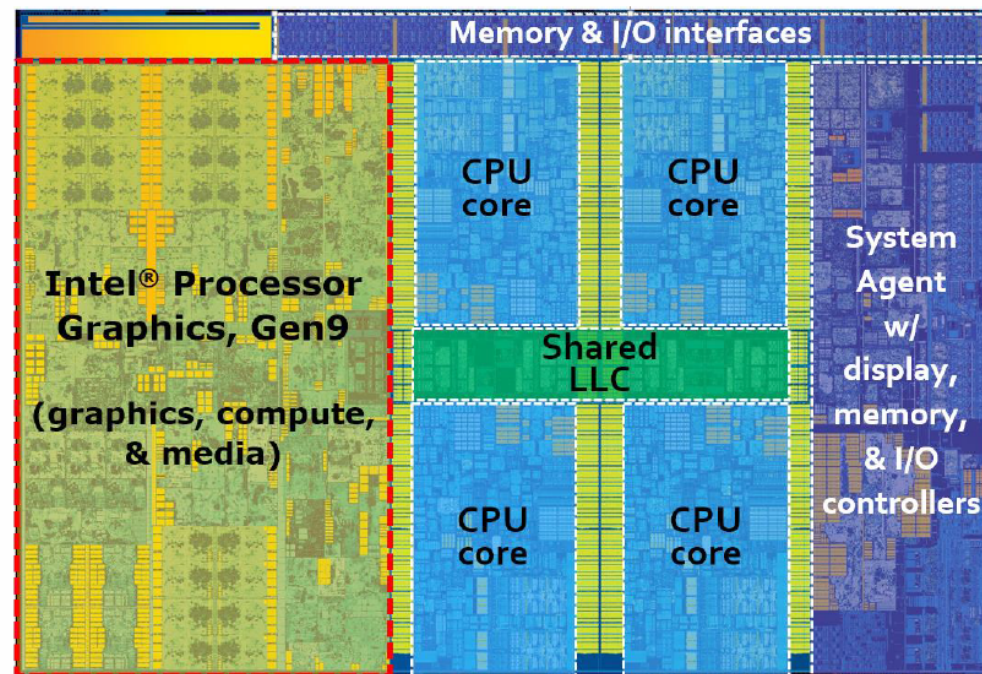 Memory & I/O interfaces
Intel® Processor
Graphics, Gen9
(graphics, compute,
& media)
CPU
core
CPU
core
Shared
LLC
CPU
core
CPU
core
System
Agent
w/
display,
memory,
& I/O
controllers